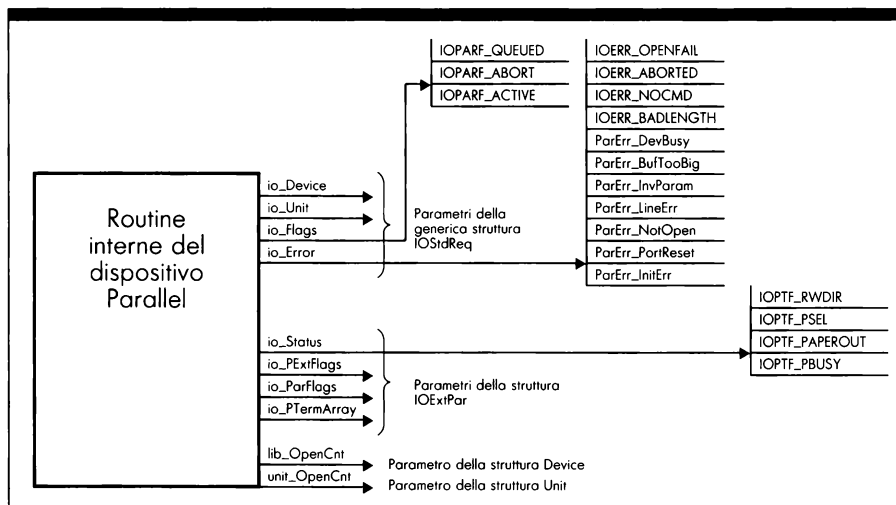 IOPARF_QUEUED
IOPARF_ABORT
IOPARF_ACTIVE
IOERR_OPENFAIL
IOERR_ABORTED
IOERR_NOCMD
IOERR_BADLENGTH
ParErr_DevBusy
ParErr_BufTooBig
ParErr_InvParam
ParErr_LineErr
ParErr_NotOpen
ParErr_PortReset
ParErr_InitErr
Routine
interne del
dispositivo
Parallel
io_Device
io_Unit
io_Flags
io_Error
Parametri della
generica struttura
IOStdReq
IOPTF_RWDIR
IOPTF_PSEL
IOPTF_PAPEROUT
IOPTF_PBUSY
io_Status
io_PExtFlags
io_ParFlags
io_PTermArray
Parametri della struttura
IOExtPar
lib_OpenCnt
Parametro della struttura Device
unit_OpenCnt
Parametro della struttura Unit